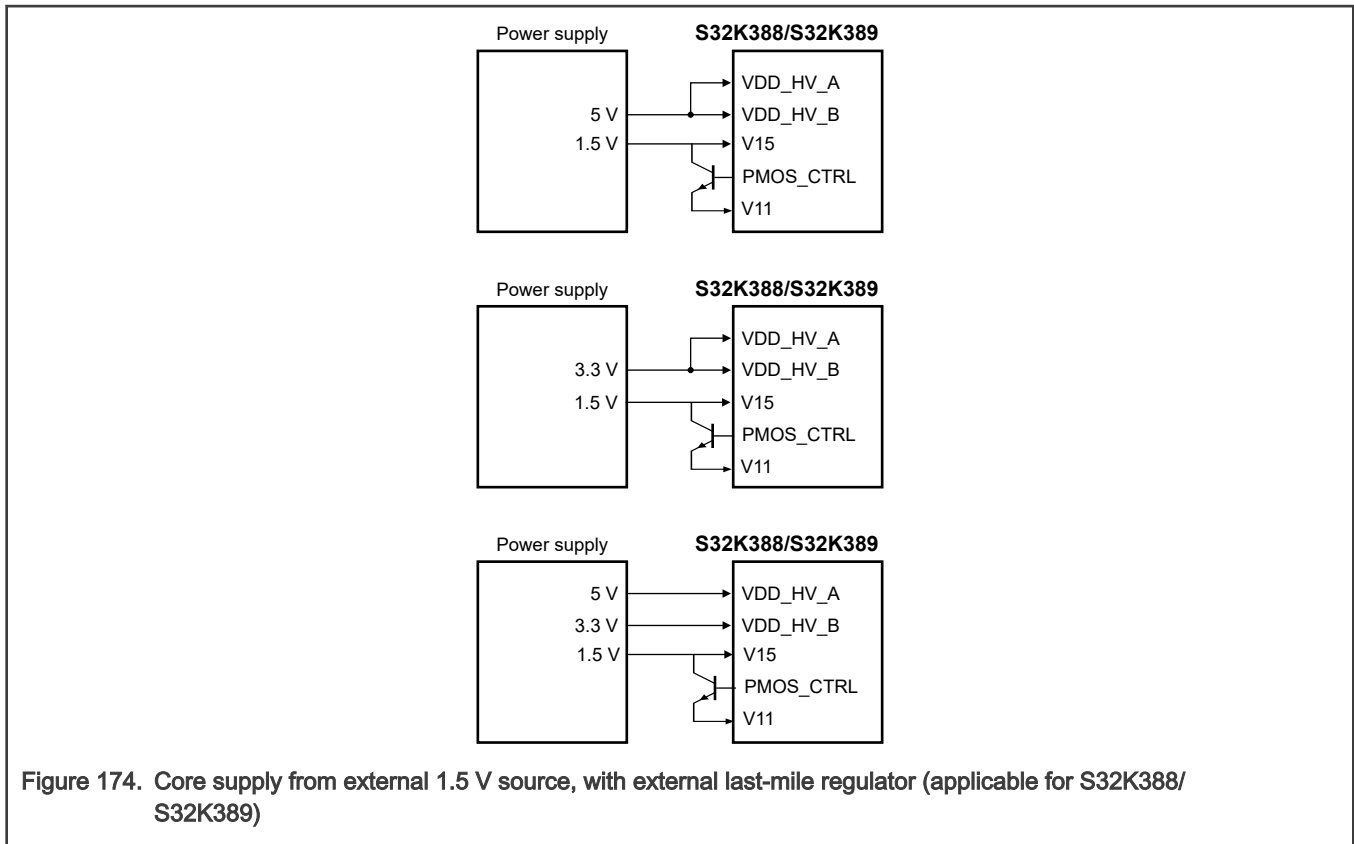 Power supply
S32K388/S32K389
VDD_HV_A
5 V
VDD_HV_B
1.5 V
V15
PMOS_CTRL
V11
Power supply
S32K388/S32K389
VDD_HV_A
3.3 V
VDD_HV_B
1.5 V
V15
PMOS_CTRL
V11
Power supply
S32K388/S32K389
5 V
VDD_HV_A
3.3 V
VDD_HV_B
1.5 V
V15
PMOS_CTRL
V11
Figure 174. Core supply from external 1.5 V source, with external last-mile regulator (applicable for S32K388/
S32K389)